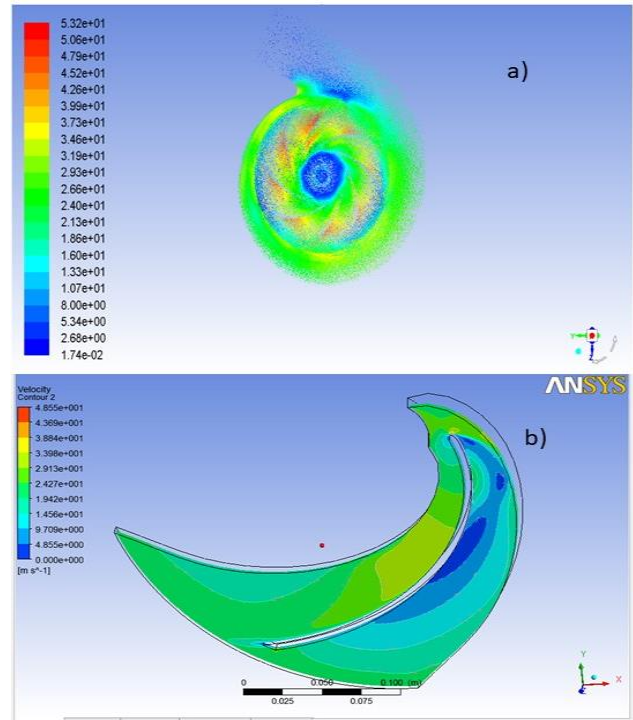 5.32e+01
5.06e+01
4.79e+01
4.52e+01
4.26e+01
3.99e+01
3.73e+01
3.46e+01
3.19e+01
2.93e+01
2.66e+01
2.40e+01
2.13e+01
1.86e+01
1.60e+01
1.33e+01
1.07e+01
8.00e+00
5.34e+00
2.68e+00
1.74e-02
a)
Y
Z
Velocity
Contour 2
4.855e+001
4.369e+001
3.884e+001
3.398e+001
2.913e+001
2.427e+001
1.942e+001
1.456e+001
9.709e+000
4.855e+000
0.000e+000
[m s^-1]
ANSYS
b)
0
0.050
0.100 (m)
0.025
0.075
Y
X